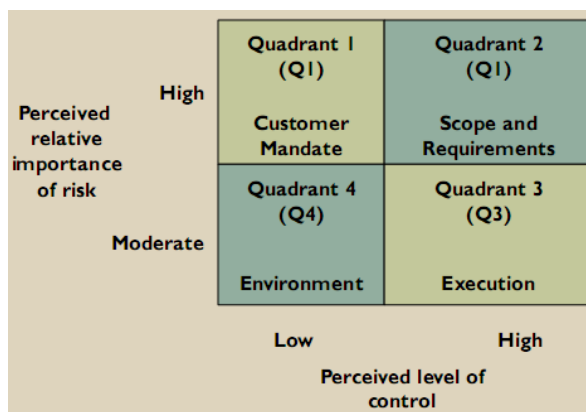 Perceived
relative
importance
of risk
High
Moderate
Quadrant 1
(Q1)
Customer
Mandate
Quadrant 2
(Q1)
Scope and
Requirements
Quadrant 4
(Q4)
Environment
Quadrant 3
(Q3)
Execution
Low
High
Perceived level of
control